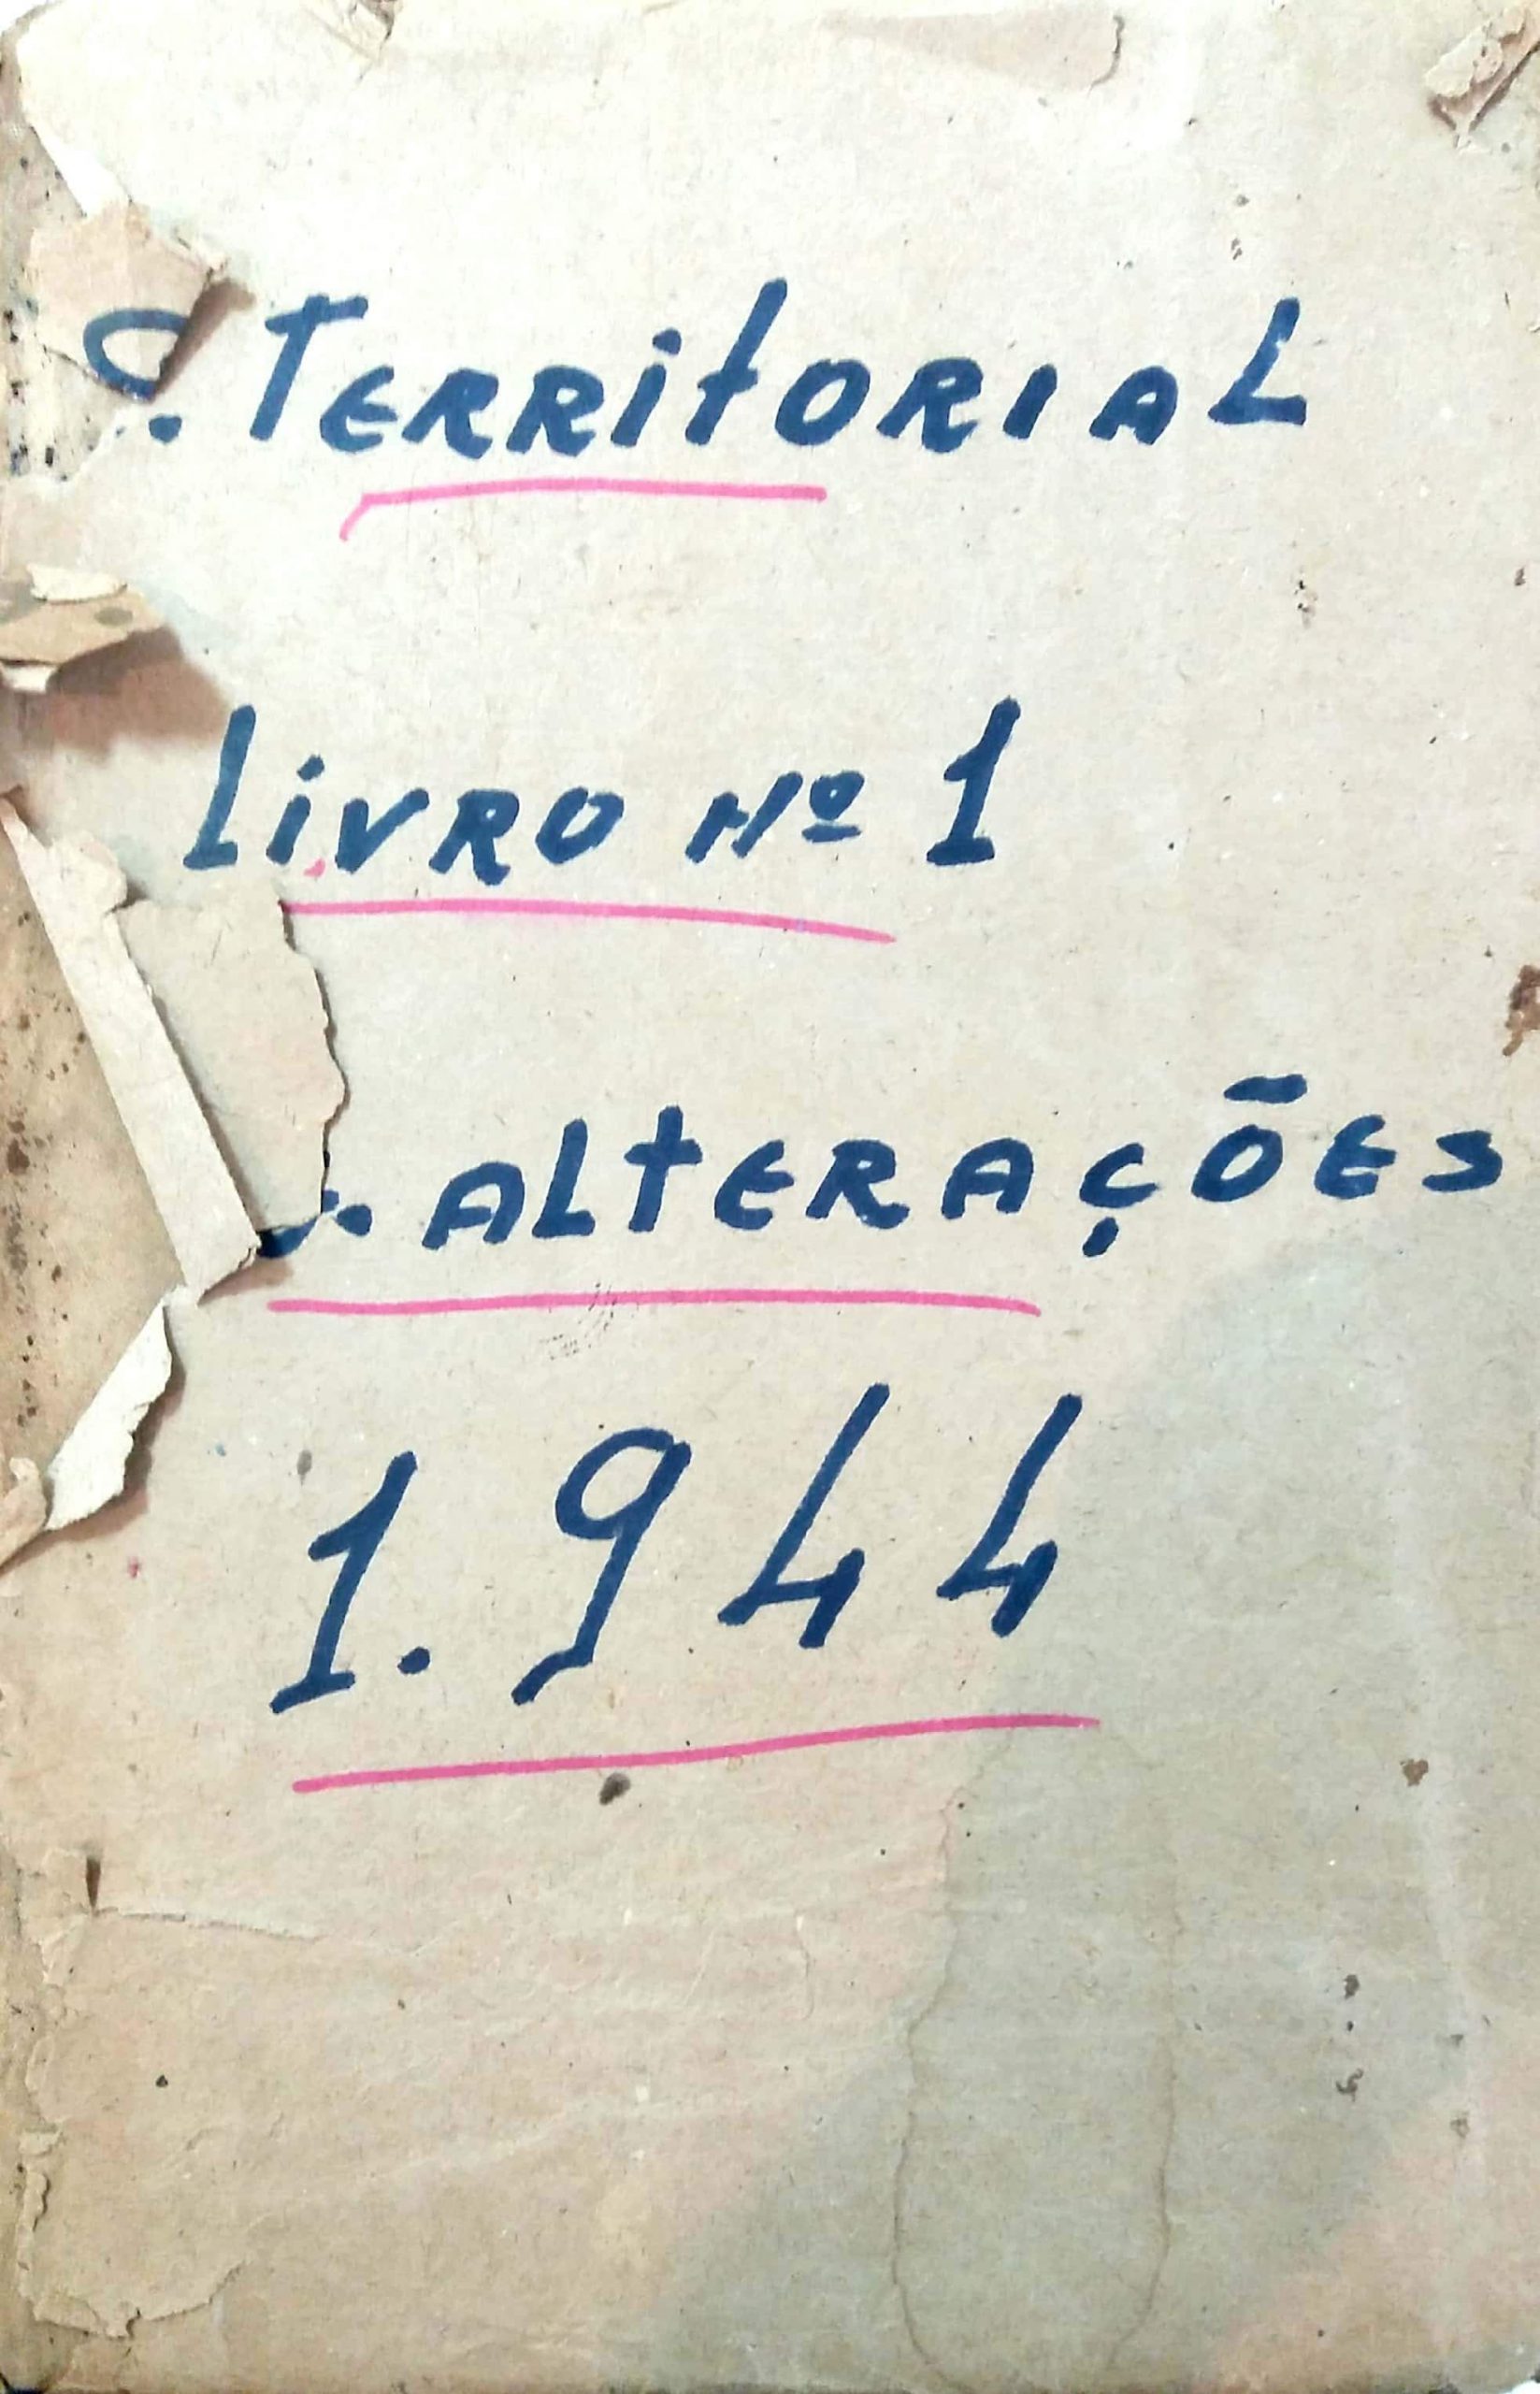 TERRITORIAL
LIVRO Nº 1
ALTERAÇÕES
1.944